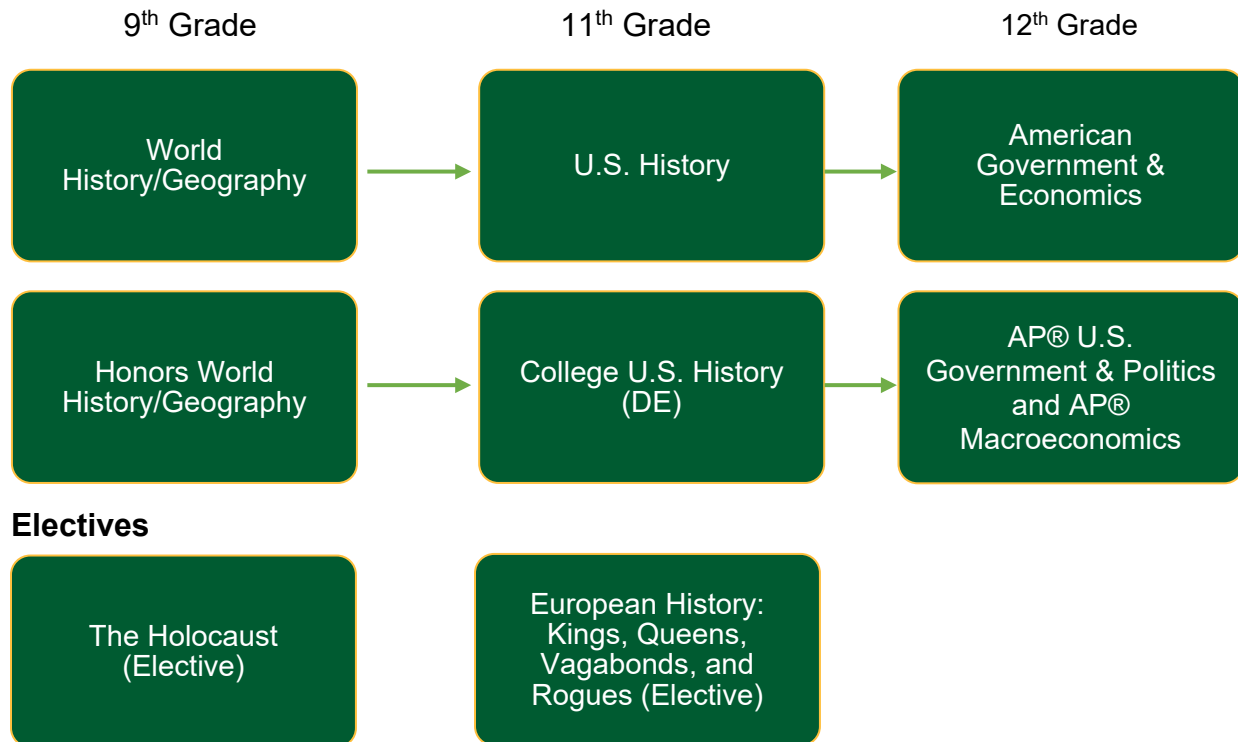 9th Grade
11th Grade
12th Grade
World
History/Geography
U.S. History
American
Government &
Economics
Honors World
History/Geography
College U.S. History
(DE)
AP® U.S.
Government & Politics
and AP®
Macroeconomics
Electives
The Holocaust
(Elective)
European History:
Kings, Queens,
Vagabonds, and
Rogues (Elective)